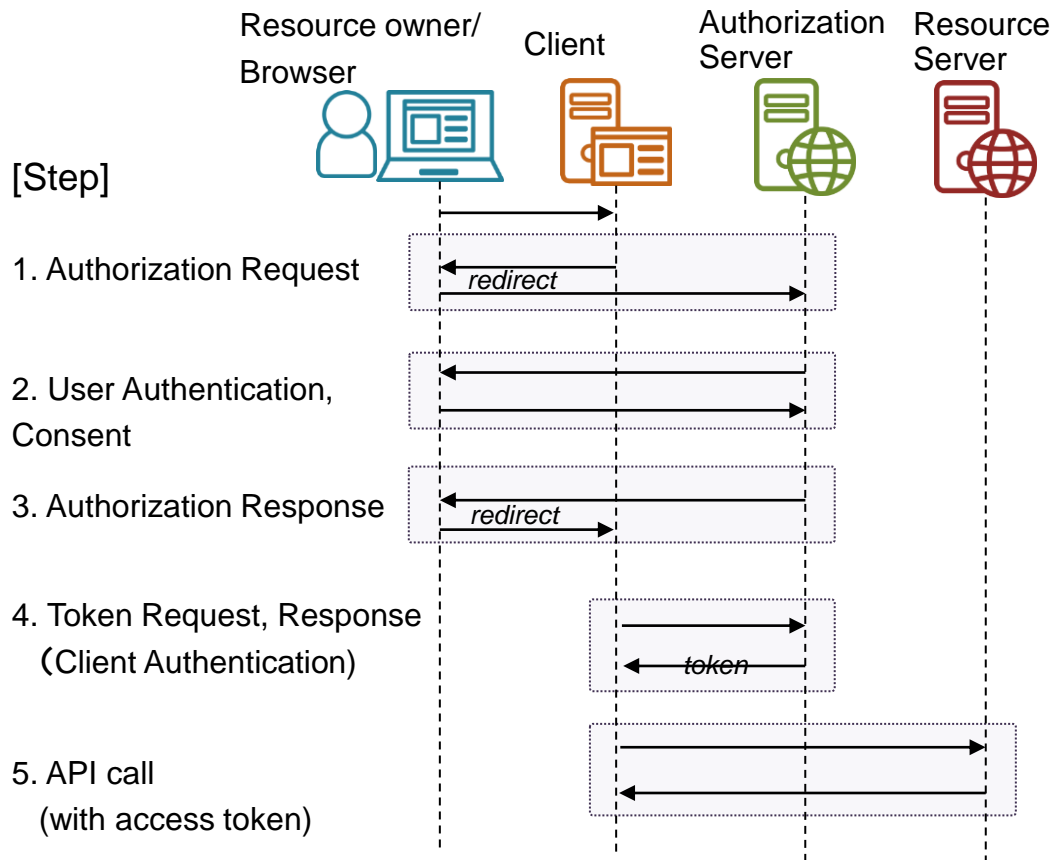 Resource owner/
Browser
Client
Authorization
Server
Resource
Server
[Step]
1. Authorization Request
redirect
2. User Authentication,
Consent
3. Authorization Response
redirect
4. Token Request, Response
（Client Authentication)
token
5. API call
(with access token)